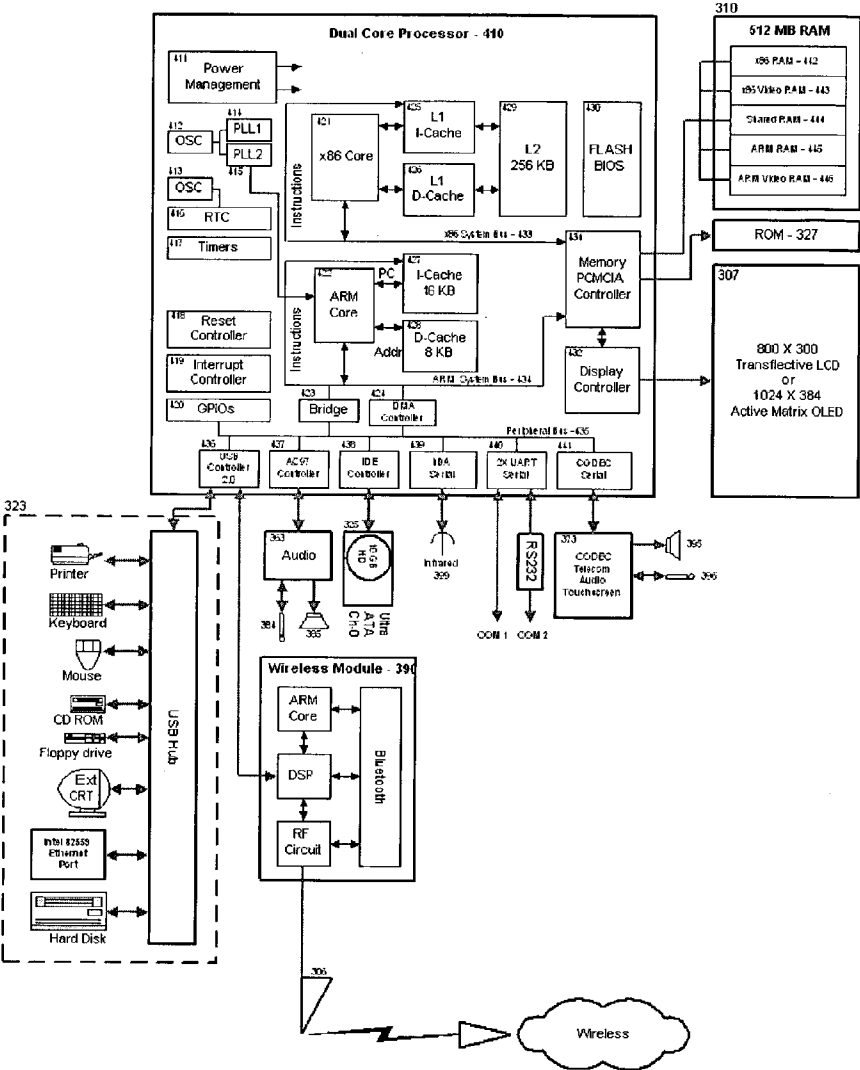 Dual Core Processor - 410
411
Power
Management
412
OSC
414
PLL1
PLL2
415
413
OSC
416
RTC
417
Timers
418
Reset
Controller
419
Interrupt
Controller
420
GPIOs
421
x86 Core
425
L1
I-Cache
426
L1
D-Cache
429
L2
256 KB
430
FLASH
BIOS
Instructions
x86 System Bus - 433
422
ARM
Core
PC
427
I-Cache
16 KB
Addr
428
D-Cache
8 KB
Instructions
ARM System Bus - 434
431
Memory
PCMCIA
Controller
432
Display
Controller
423
Bridge
424
DMA
Controller
Peripheral Bus - 435
436
USB
Controller
2.0
437
AC97
Controller
438
IDE
Controller
439
Serial
440
2X UART
Serial
441
CODEC
Serial
310
512 MB RAM
x86 RAM - 442
x86 Video RAM - 443
Shared RAM - 444
ARM RAM - 445
ARM Video RAM - 446
ROM - 327
307
800 X 300
Transflective LCD
or
1024 X 384
Active Matrix OLED
323
Printer
Keyboard
Mouse
CD ROM
Floppy drive
Ext
CRT
Intel 82559
Ethernet
Port
Hard Disk
USB Hub
363
Audio
384
385
325
10 GB
HD
Ultra
ATA
Ch-0
Infrared
399
RS232
COM 1
COM 2
373
CODEC
Telecom
Audio
Touchscreen
395
396
Wireless Module - 390
ARM
Core
DSP
RF
Circuit
Bluetooth
306
Wireless